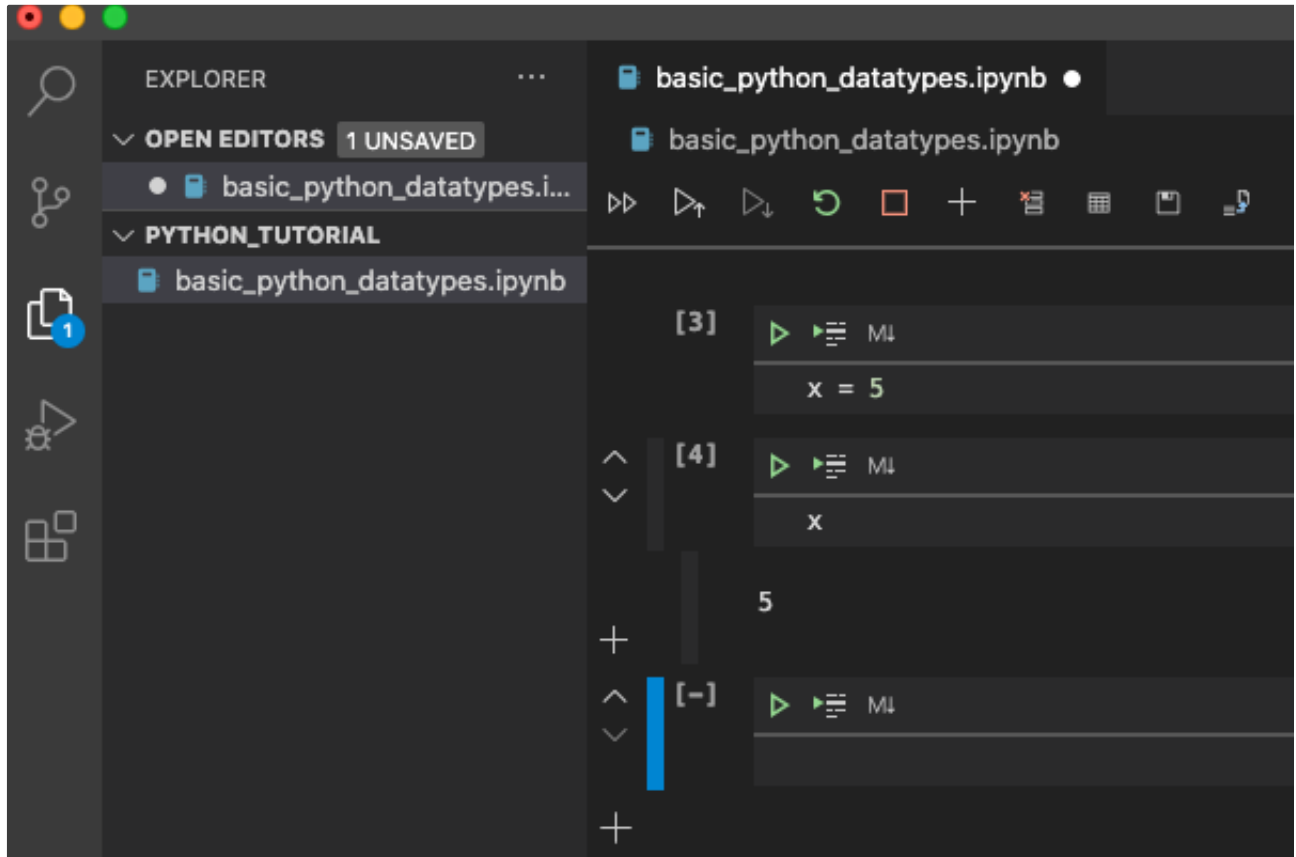 EXPLORER
OPEN EDITORS 1 UNSAVED
basic_python_datatypes.i...
PYTHON_TUTORIAL
basic_python_datatypes.ipynb
1
basic_python_datatypes.ipynb
basic_python_datatypes.ipynb
[3]
M↓
x = 5
[4]
M↓
x
5
[-]
M↓